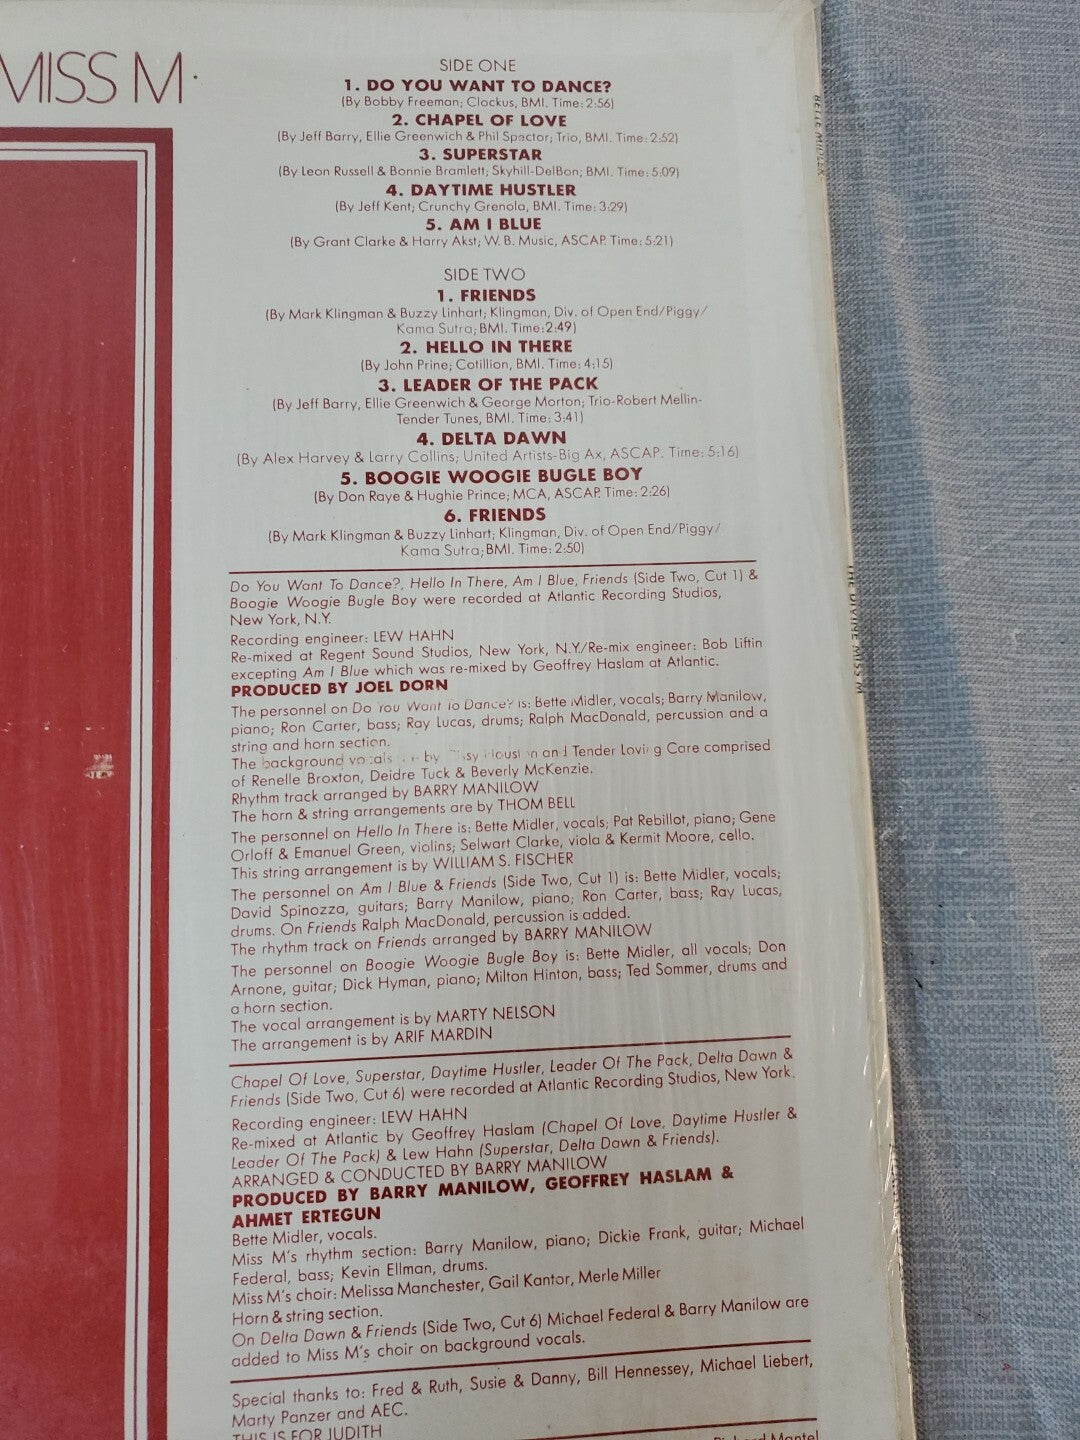 MISS M
SIDE ONE
1. DO YOU WANT TO DANCE?
(By Bobby Freeman; Clockus, BMI. Time: 2:56)
2. CHAPEL OF LOVE
(By Jeff Barry, Ellie Greenwich & Phil Spector; Trio, BMI. Time: 2:52)
3. SUPERSTAR
(By Leon Russell & Bonnie Bramlett; Skyhill-DelBon; BMI. Time: 5:09)
4. DAYTIME HUSTLER
(By Jeff Kent; Crunchy Grenola, BMI. Time: 3:29)
5. AM I BLUE
(By Grant Clarke & Harry Akst; W. B. Music, ASCAP. Time: 5:21)
SIDE TWO
1. FRIENDS
(By Mark Klingman & Buzzy Linhart; Klingman, Div. of Open End/Piggy/
Kama Sutra; BMI. Time: 2:49)
2. HELLO IN THERE
(By John Prine; Cotillion, BMI. Time: 4:15)
3. LEADER OF THE PACK
(By Jeff Barry, Ellie Greenwich & George Morton; Trio-Robert Mellin-
Tender Tunes, BMI. Time: 3:41)
4. DELTA DAWN
(By Alex Harvey & Larry Collins; United Artists-Big Ax, ASCAP. Time: 5:16)
5. BOOGIE WOOGIE BUGLE BOY
(By Don Raye & Hughie Prince; MCA, ASCAP. Time: 2:26)
6. FRIENDS
(By Mark Klingman & Buzzy Linhart; Klingman, Div. of Open End/Piggy/
Kama Sutra; BMI. Time: 2:50)
Do You Want To Dance?, Hello In There, Am I Blue, Friends (Side Two, Cut 1) &
Boogie Woogie Bugle Boy were recorded at Atlantic Recording Studios,
New York, N.Y.
Recording engineer: LEW HAHN
Re-mixed at Regent Sound Studios, New York, N.Y./Re-mix engineer: Bob Liftin
excepting Am I Blue which was re-mixed by Geoffrey Haslam at Atlantic.
PRODUCED BY JOEL DORN
The personnel on Do You Want To Dance? is: Bette Midler, vocals; Barry Manilow,
piano; Ron Carter, bass; Ray Lucas, drums; Ralph MacDonald, percussion and a
string and horn section.
The background vocals by Houston and Tender Loving Care comprised
of Renelle Broxton, Deidre Tuck & Beverly McKenzie.
Rhythm track arranged by BARRY MANILOW
The horn & string arrangements are by THOM BELL
The personnel on Hello In There is: Bette Midler, vocals; Pat Rebillot, piano; Gene
Orloff & Emanuel Green, violins; Selwart Clarke, viola & Kermit Moore, cello.
This string arrangement is by WILLIAM S. FISCHER
The personnel on Am I Blue & Friends (Side Two, Cut 1) is: Bette Midler, vocals;
David Spinozza, guitars; Barry Manilow, piano; Ron Carter, bass; Ray Lucas,
drums. On Friends Ralph MacDonald, percussion is added.
The rhythm track on Friends arranged by BARRY MANILOW
The personnel on Boogie Woogie Bugle Boy is: Bette Midler, all vocals; Don
Arnone, guitar; Dick Hyman, piano; Milton Hinton, bass; Ted Sommer, drums and
a horn section.
The vocal arrangement is by MARTY NELSON
The arrangement is by ARIF MARDIN
Chapel Of Love, Superstar, Daytime Hustler, Leader Of The Pack, Delta Dawn &
Friends (Side Two, Cut 6) were recorded at Atlantic Recording Studios, New York.
Recording engineer: LEW HAHN
Re-mixed at Atlantic by Geoffrey Haslam (Chapel Of Love, Daytime Hustler &
Leader Of The Pack) & Lew Hahn (Superstar, Delta Dawn & Friends).
ARRANGED & CONDUCTED BY BARRY MANILOW
PRODUCED BY BARRY MANILOW, GEOFFREY HASLAM &
AHMET ERTEGUN
Bette Midler, vocals.
Miss M's rhythm section: Barry Manilow, piano; Dickie Frank, guitar; Michael
Federal, bass; Kevin Ellman, drums.
Miss M's choir: Melissa Manchester, Gail Kantor, Merle Miller
Horn & string section.
On Delta Dawn & Friends (Side Two, Cut 6) Michael Federal & Barry Manilow are
added to Miss M's choir on background vocals.
Special thanks to: Fred & Ruth, Susie & Danny, Bill Hennessey, Michael Liebert,
Marty Panzer and AEC.
THIS IS FOR JUDITH
Richard Mantel
BETTE MIDLER
THE DIVINE MISS M